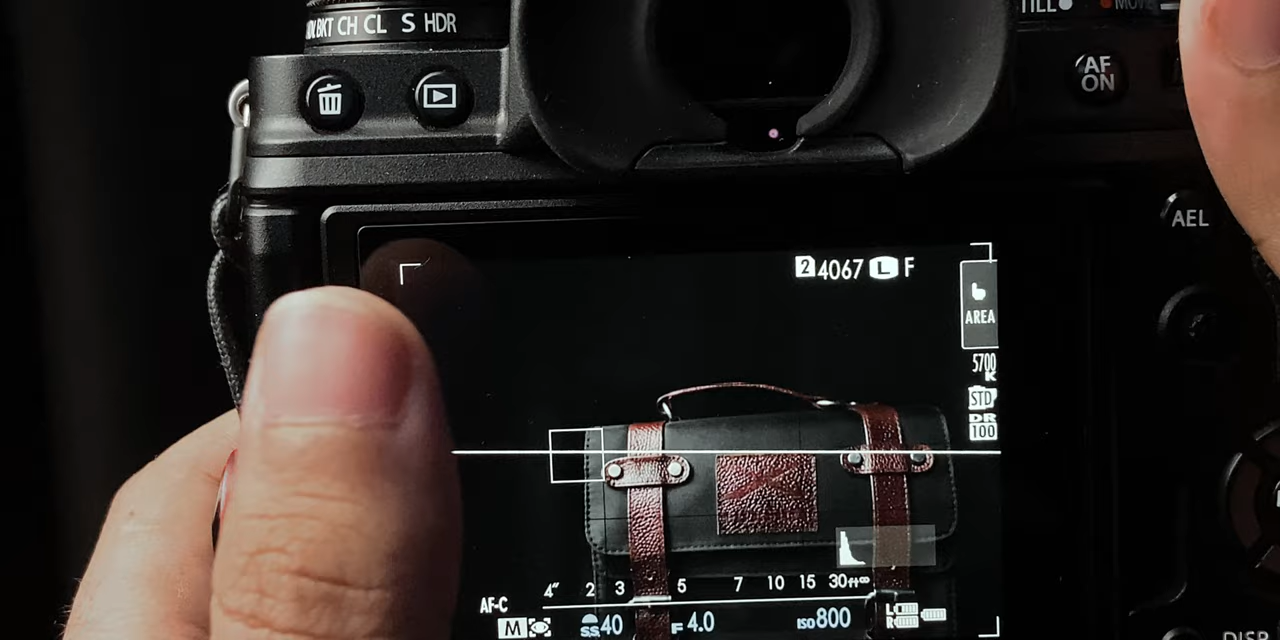 BKT CH CL S HDR
AF
ON
AEL
2 4067 L F
AREA
5700
K
STD
DR
100
4" 2 3 5 7 10 15 30ft∞
AF-C
M SS 40 F 4.0 ISO 800
L
R
DISP